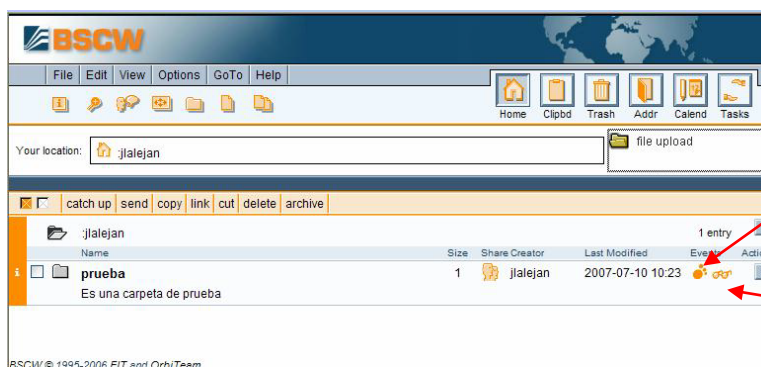 BSCW
File Edit View Options GoTo Help
Home Clipbd Trash Addr Calend Tasks
Your location: :jlalejan
file upload
catch up send copy link cut delete archive
:jlalejan 1 entry
Name Size Share Creator Last Modified Events
prueba 1 jlalejan 2007-07-10 10:23
Es una carpeta de prueba
BSCW © 1995-2006 FIT and OrbiTeam